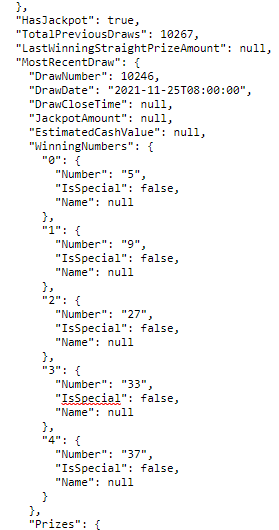 },
"HasJackpot": true,
"TotalPreviousDraws": 10267,
"LastWinningStraightPrizeAmount": null,
"MostRecentDraw": {
"DrawNumber": 10246,
"DrawDate": "2021-11-25T08:00:00",
"DrawCloseTime": null,
"JackpotAmount": null,
"EstimatedCashValue": null,
"WinningNumbers": {
"0": {
"Number": "5",
"IsSpecial": false,
"Name": null
},
"1": {
"Number": "9",
"IsSpecial": false,
"Name": null
},
"2": {
"Number": "27",
"IsSpecial": false,
"Name": null
},
"3": {
"Number": "33",
"IsSpecial": false,
"Name": null
},
"4": {
"Number": "37",
"IsSpecial": false,
"Name": null
}
},
"Prizes": {